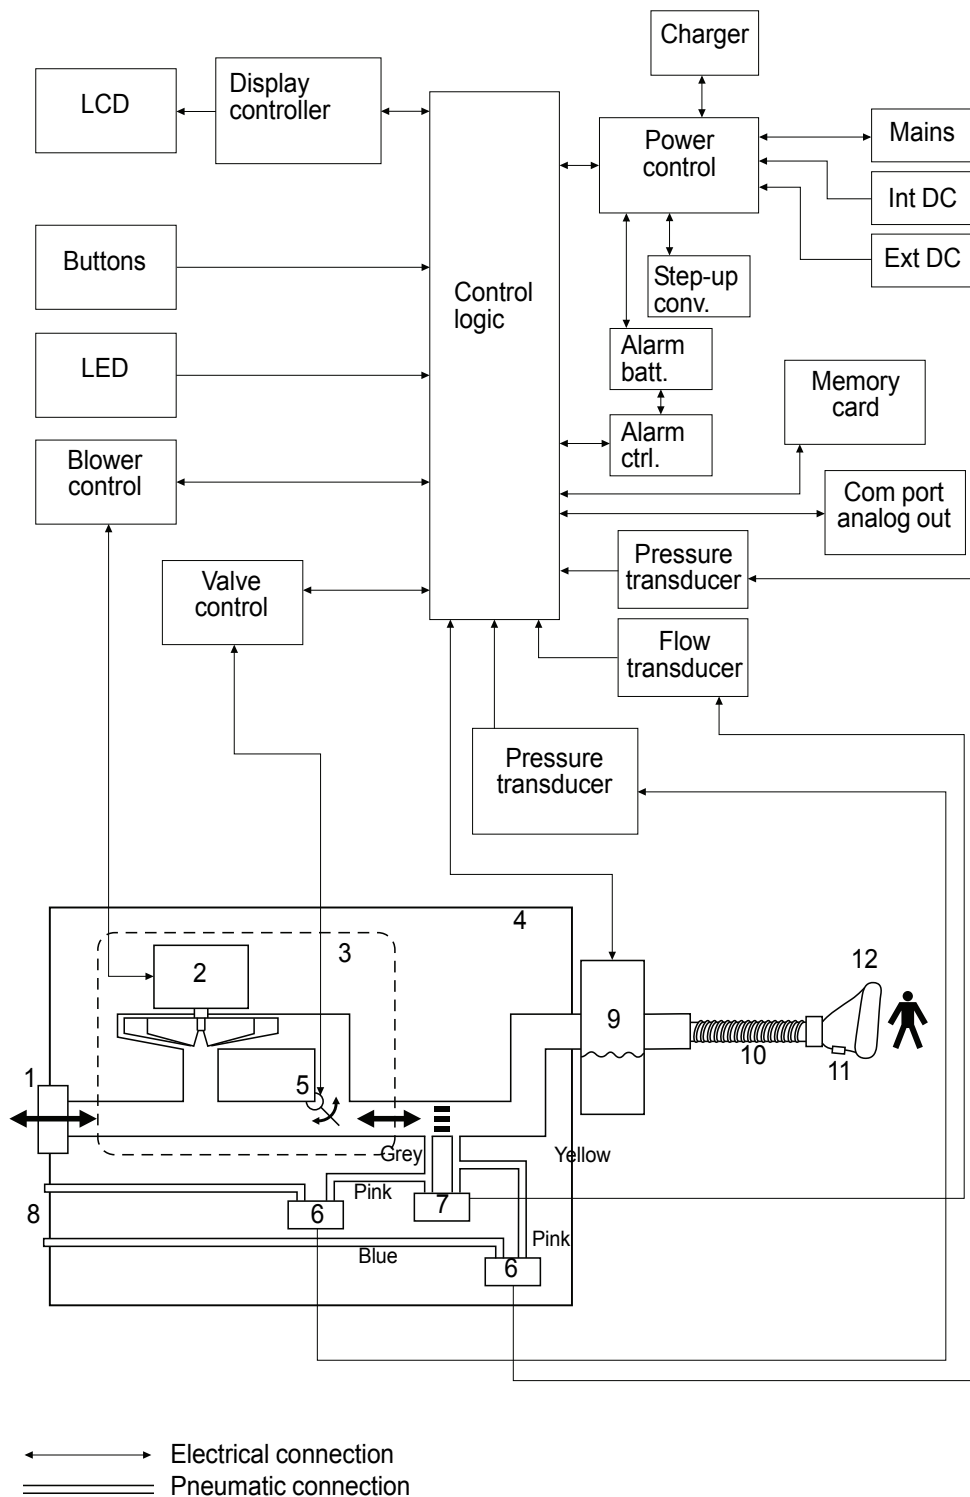 Charger
LCD
Display
controller
Power
control
Mains
Int DC
Ext DC
Buttons
Step-up
conv.
Control
logic
LED
Alarm
batt.
Memory
card
Alarm
ctrl.
Blower
control
Com port
analog out
Pressure
transducer
Valve
control
Flow
transducer
Pressure
transducer
4
3
2
12
9
10
11
1
5
Grey
Yellow
Pink
7
6
8
Pink
Blue
6
Electrical connection
Pneumatic connection